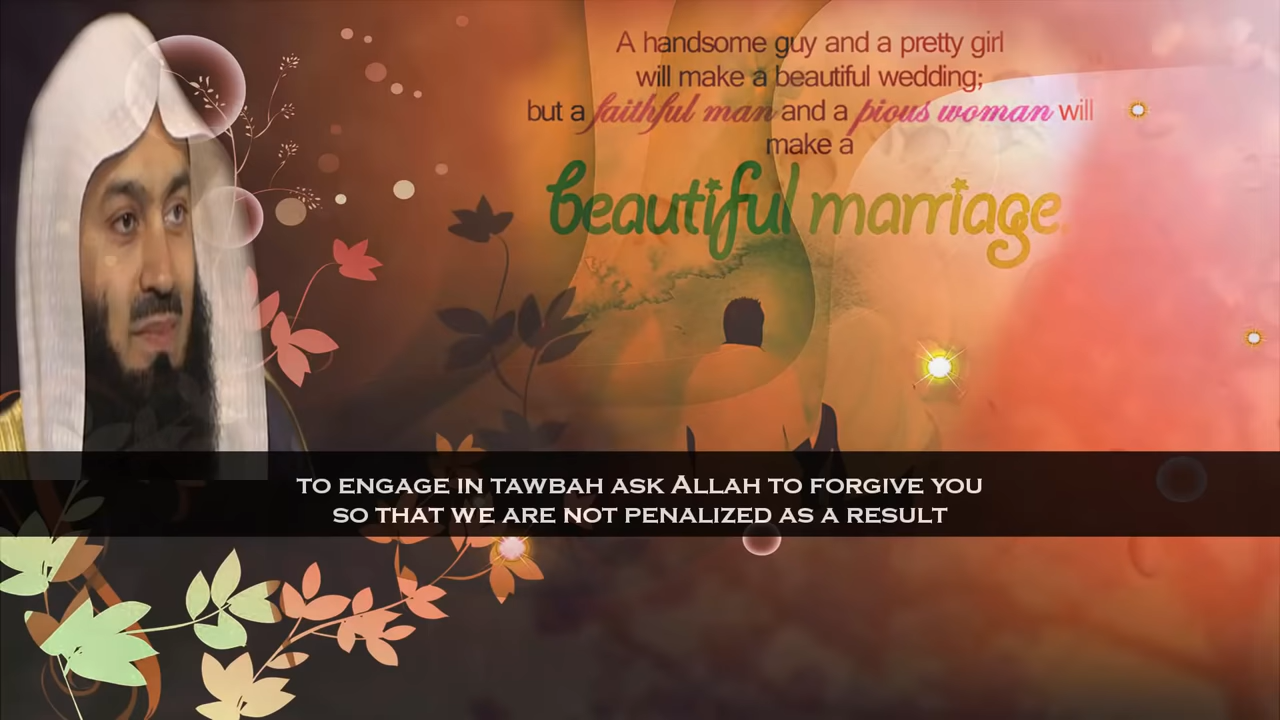 A handsome guy and a pretty girl
will make a beautiful wedding;
but a faithful man and a pious woman will
make a
beautiful marriage.
TO ENGAGE IN TAWBAH ASK ALLAH TO FORGIVE YOU
SO THAT WE ARE NOT PENALIZED AS A RESULT